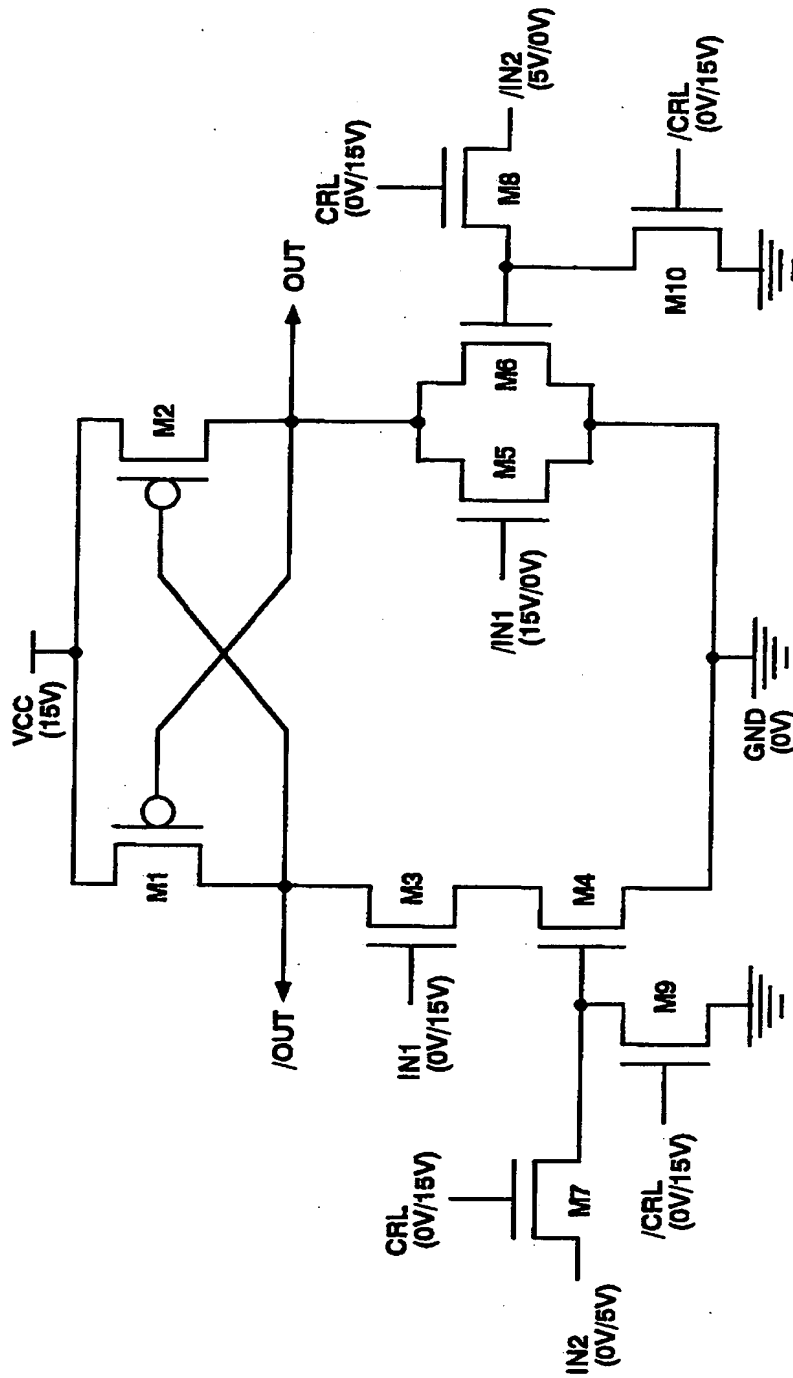 VCC
(15V)
M1
M2
/OUT
OUT
IN1
(0V/15V)
M3
CRL
(0V/15V)
M8
/IN2
(5V/0V)
/IN1
(15V/0V)
M5
M6
CRL
(0V/15V)
M7
IN2
(0V/5V)
M4
M9
/CRL
(0V/15V)
M10
/CRL
(0V/15V)
GND
(0V)